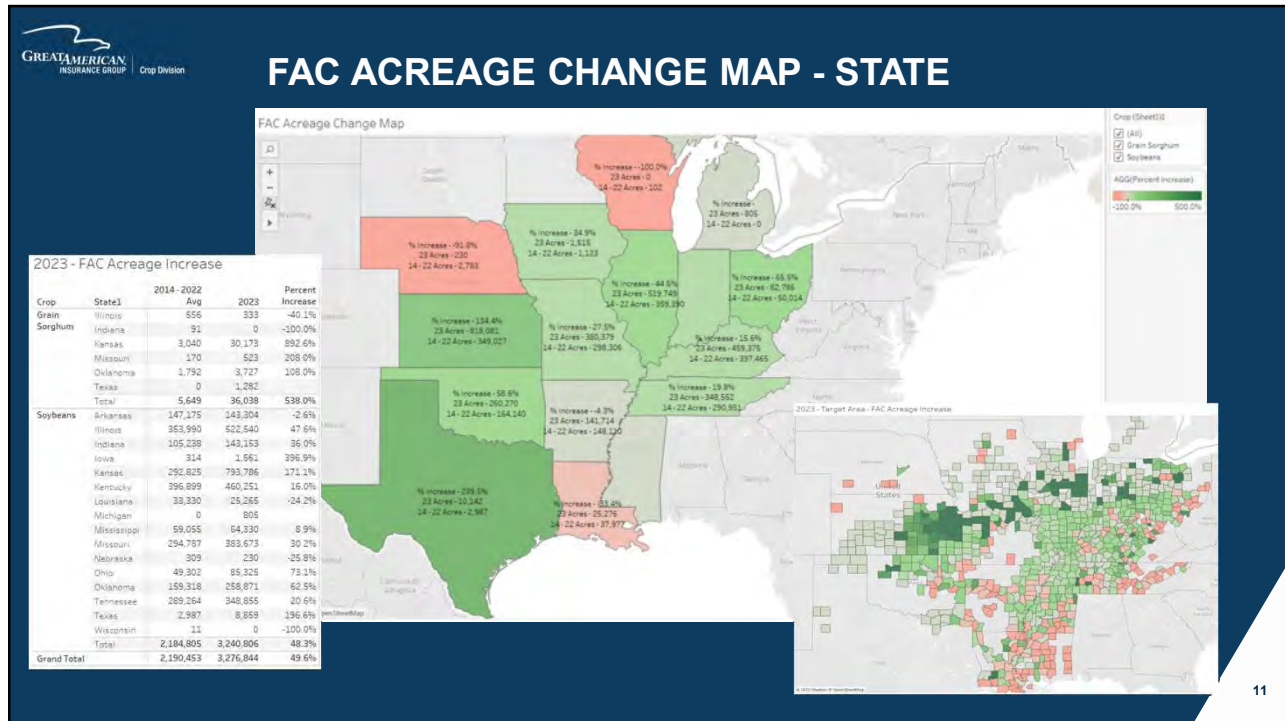 GREATAMERICAN
INSURANCE GROUP
Crop Division
FAC ACREAGE CHANGE MAP - STATE
FAC Acreage Change Map
% Increase - -100.0%
23 Acres - 0
14 - 22 Acres - 102
% Increase -
23 Acres - 805
14 - 22 Acres - 0
% Increase - -91.8%
23 Acres - 230
14 - 22 Acres - 2,783
% Increase - 34.9%
23 Acres - 1,515
14 - 22 Acres - 1,123
% Increase - 44.6%
23 Acres - 519,749
14 - 22 Acres - 359,390
% Increase - 65.5%
23 Acres - 82,786
14 - 22 Acres - 50,014
% Increase - 134.4%
23 Acres - 818,081
14 - 22 Acres - 349,027
% Increase - 27.5%
23 Acres - 380,379
14 - 22 Acres - 298,306
% Increase - 15.6%
23 Acres - 459,375
14 - 22 Acres - 397,465
% Increase - 58.6%
23 Acres - 260,270
14 - 22 Acres - 164,140
% Increase - -4.3%
23 Acres - 141,714
14 - 22 Acres - 148,110
% Increase - 19.8%
23 Acres - 348,552
14 - 22 Acres - 290,951
% Increase - 239.5%
23 Acres - 10,142
14 - 22 Acres - 2,987
% Increase - -33.4%
23 Acres - 25,276
14 - 22 Acres - 37,977
Crop (Sheet1)1
(All)
Grain Sorghum
Soybeans
AGG(Percent Increase)
-100.0% 500.0%
2023 - FAC Acreage Increase
Crop State1 2014 - 2022 Avg 2023 Percent Increase
Grain Sorghum Illinois 556 333 -40.1%
Indiana 91 0 -100.0%
Kansas 3,040 30,173 892.6%
Missouri 170 523 208.0%
Oklahoma 1,792 3,727 108.0%
Texas 0 1,282
Total 5,649 36,038 538.0%
Soybeans Arkansas 147,175 143,304 -2.6%
Illinois 353,990 522,540 47.6%
Indiana 105,238 143,153 36.0%
Iowa 314 1,561 396.9%
Kansas 292,825 793,786 171.1%
Kentucky 396,899 460,251 16.0%
Louisiana 33,330 25,265 -24.2%
Michigan 0 805
Mississippi 59,055 64,330 8.9%
Missouri 294,787 383,673 30.2%
Nebraska 309 230 -25.8%
Ohio 49,302 85,325 73.1%
Oklahoma 159,318 258,871 62.5%
Tennessee 289,264 348,855 20.6%
Texas 2,987 8,859 196.6%
Wisconsin 11 0 -100.0%
Total 2,184,805 3,240,806 48.3%
Grand Total 2,190,453 3,276,844 49.6%
2023 - Target Area - FAC Acreage Increase
United
States
11